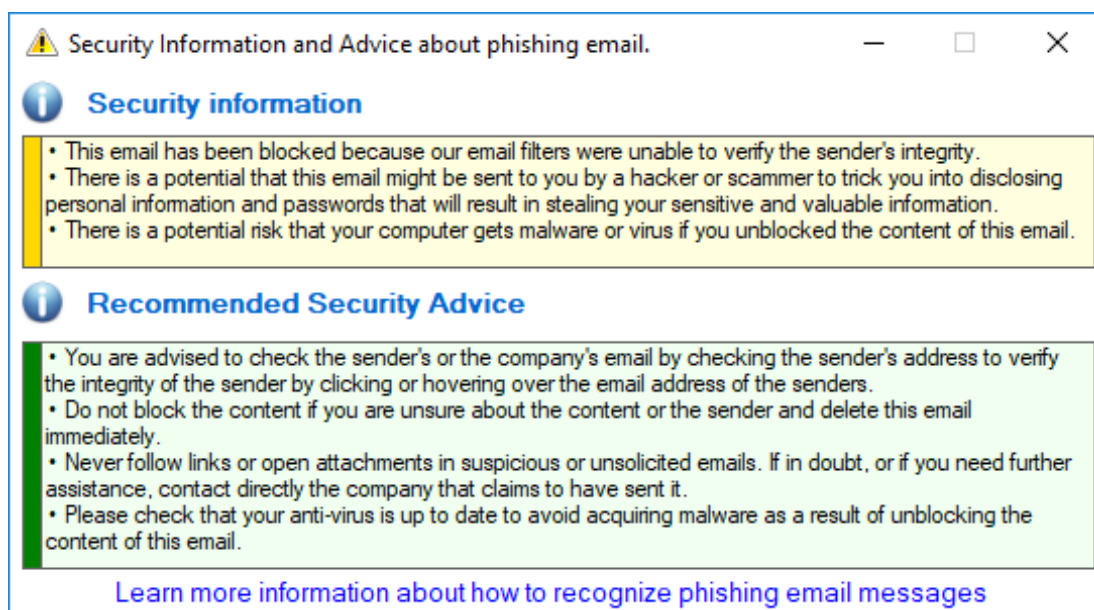 Security Information and Advice about phishing email.
Security information
• This email has been blocked because our email filters were unable to verify the sender's integrity.
• There is a potential that this email might be sent to you by a hacker or scammer to trick you into disclosing
personal information and passwords that will result in stealing your sensitive and valuable information.
• There is a potential risk that your computer gets malware or virus if you unblocked the content of this email.
Recommended Security Advice
• You are advised to check the sender's or the company's email by checking the sender's address to verify
the integrity of the sender by clicking or hovering over the email address of the senders.
• Do not block the content if you are unsure about the content or the sender and delete this email
immediately.
• Never follow links or open attachments in suspicious or unsolicited emails. If in doubt, or if you need further
assistance, contact directly the company that claims to have sent it.
• Please check that your anti-virus is up to date to avoid acquiring malware as a result of unblocking the
content of this email.
Learn more information about how to recognize phishing email messages